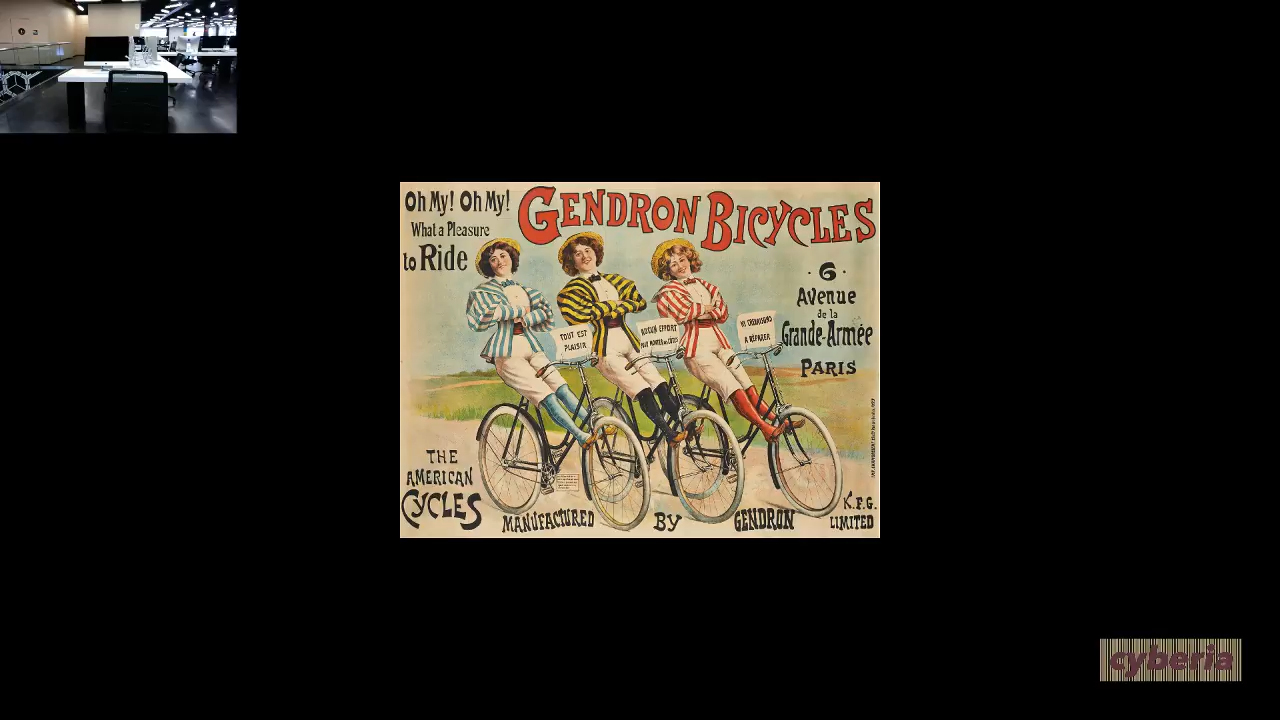 Oh My! Oh My!
What a Pleasure
to Ride
GENDRON BICYCLES
· 6 ·
AVENUE
de la
GRANDE-ARMÉE
PARIS
TOUT EST
PLAISIR
AUCUN EFFORT
A RÉPARER
THE
AMERICAN
CYCLES
MANUFACTURED BY GENDRON
K.F.G.
LIMITED
cyberia